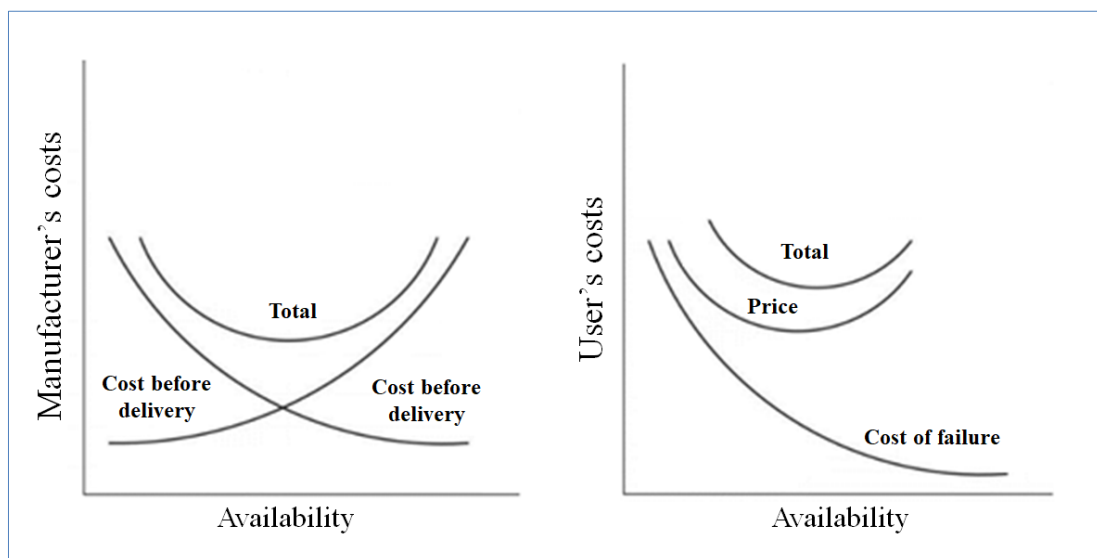 Manufacturer's costs
Total
Cost before
delivery
Cost before
delivery
Availability
User's costs
Total
Price
Cost of failure
Availability